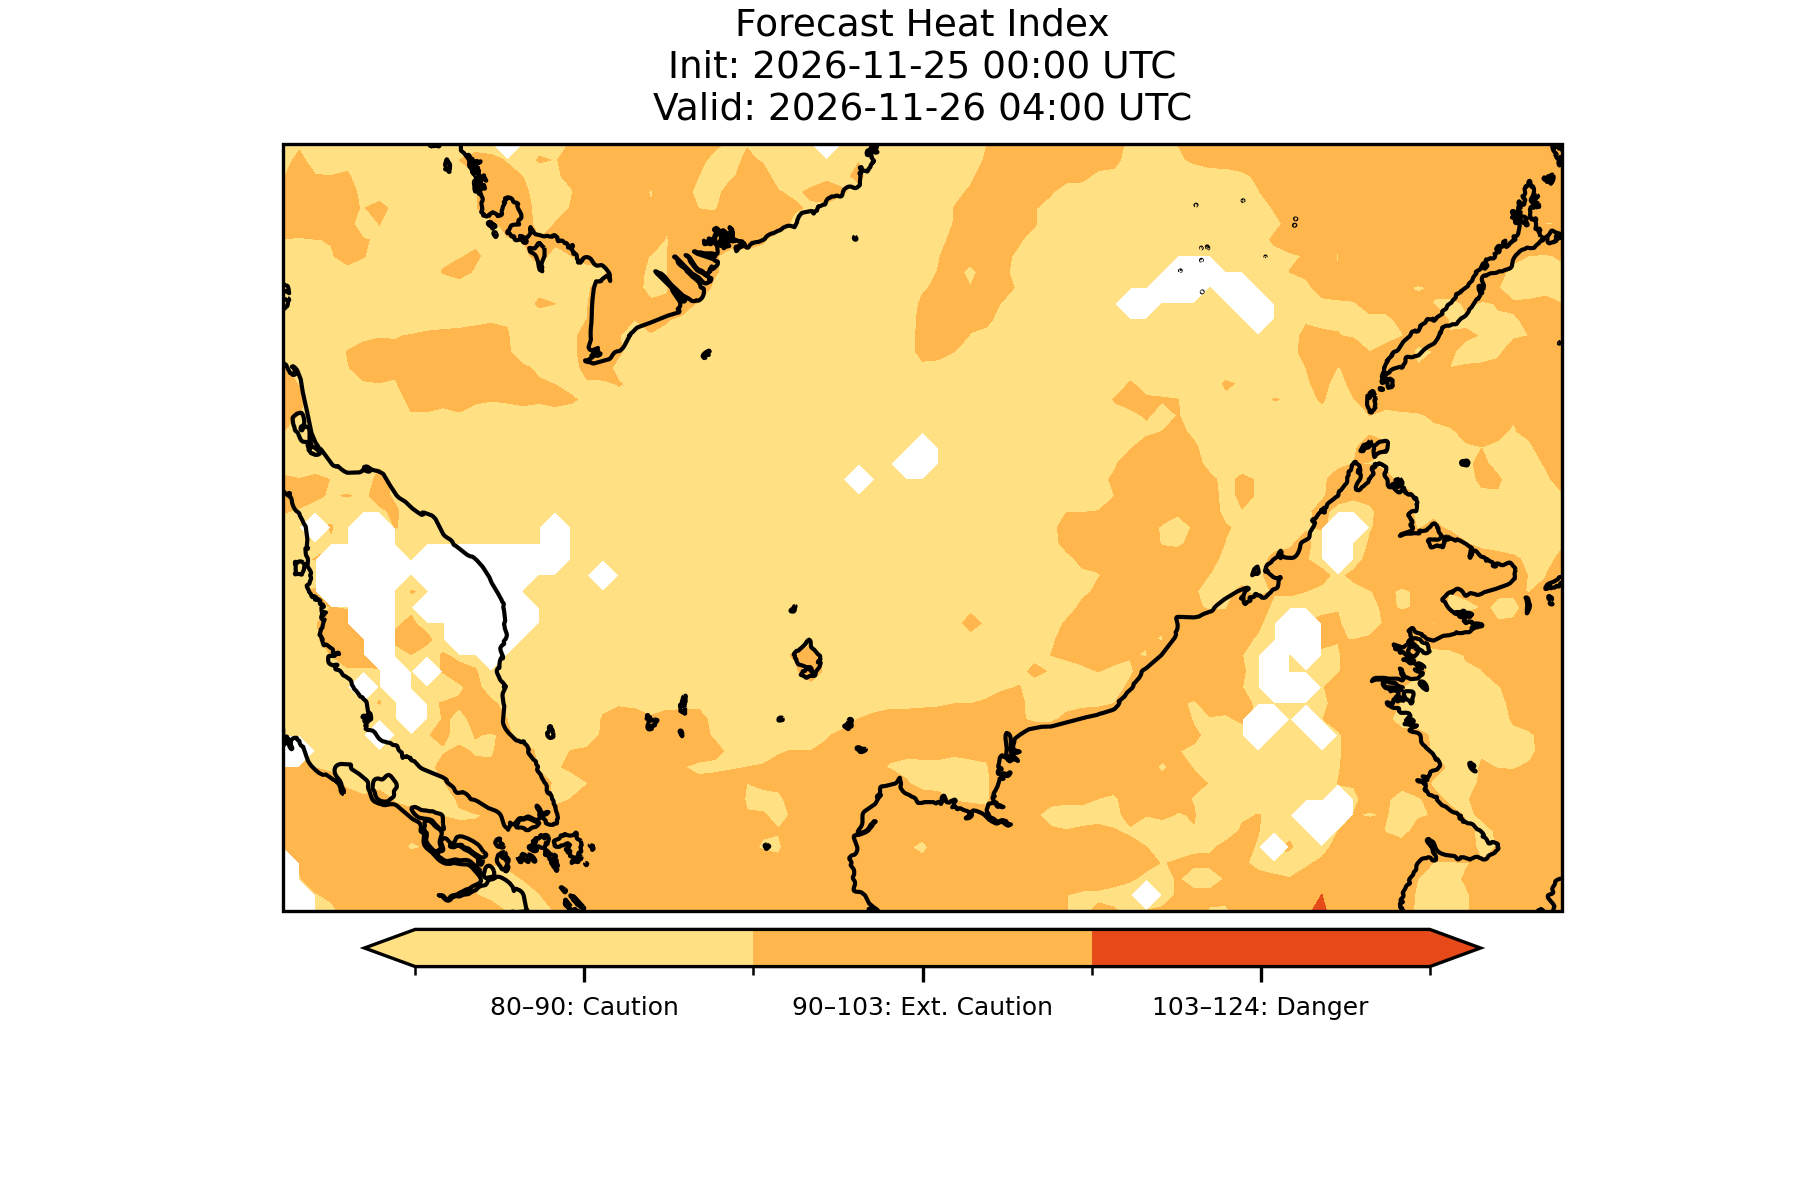 Forecast Heat Index
Init: 2026-11-25 00:00 UTC
Valid: 2026-11-26 04:00 UTC
80–90: Caution
90–103: Ext. Caution
103–124: Danger